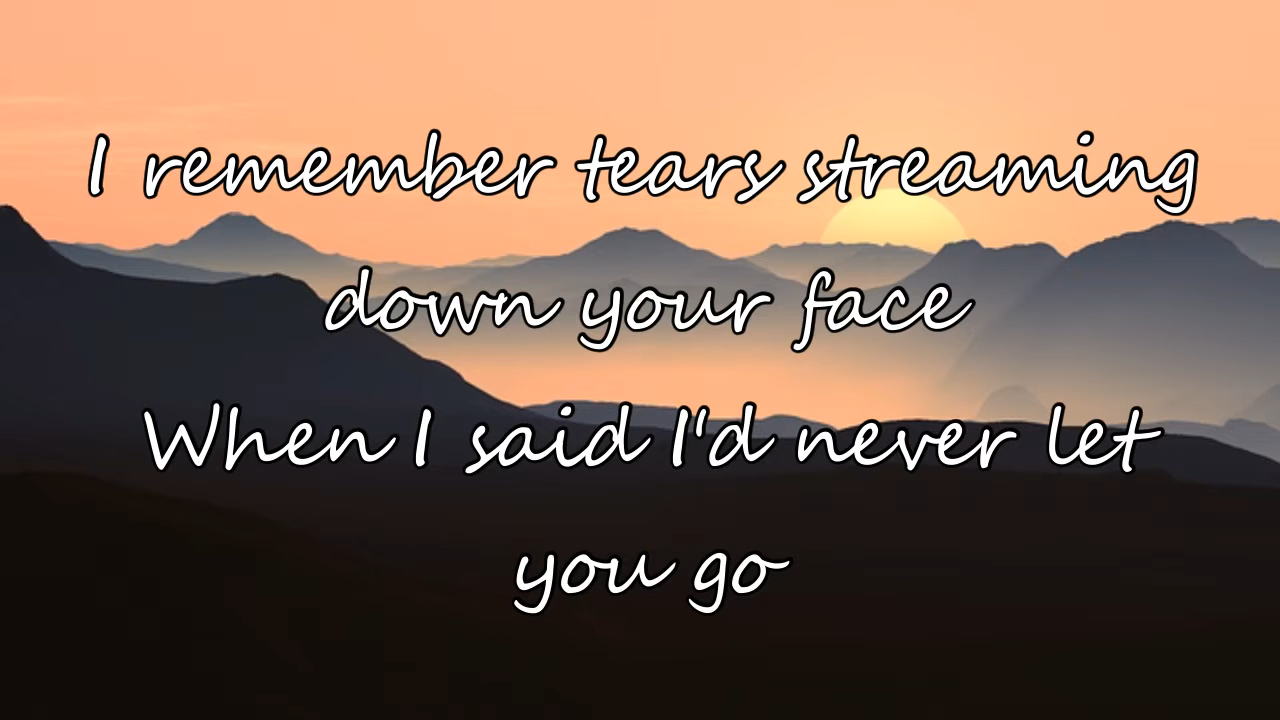 I remember tears streaming
down your face
When I said I'd never let
you go